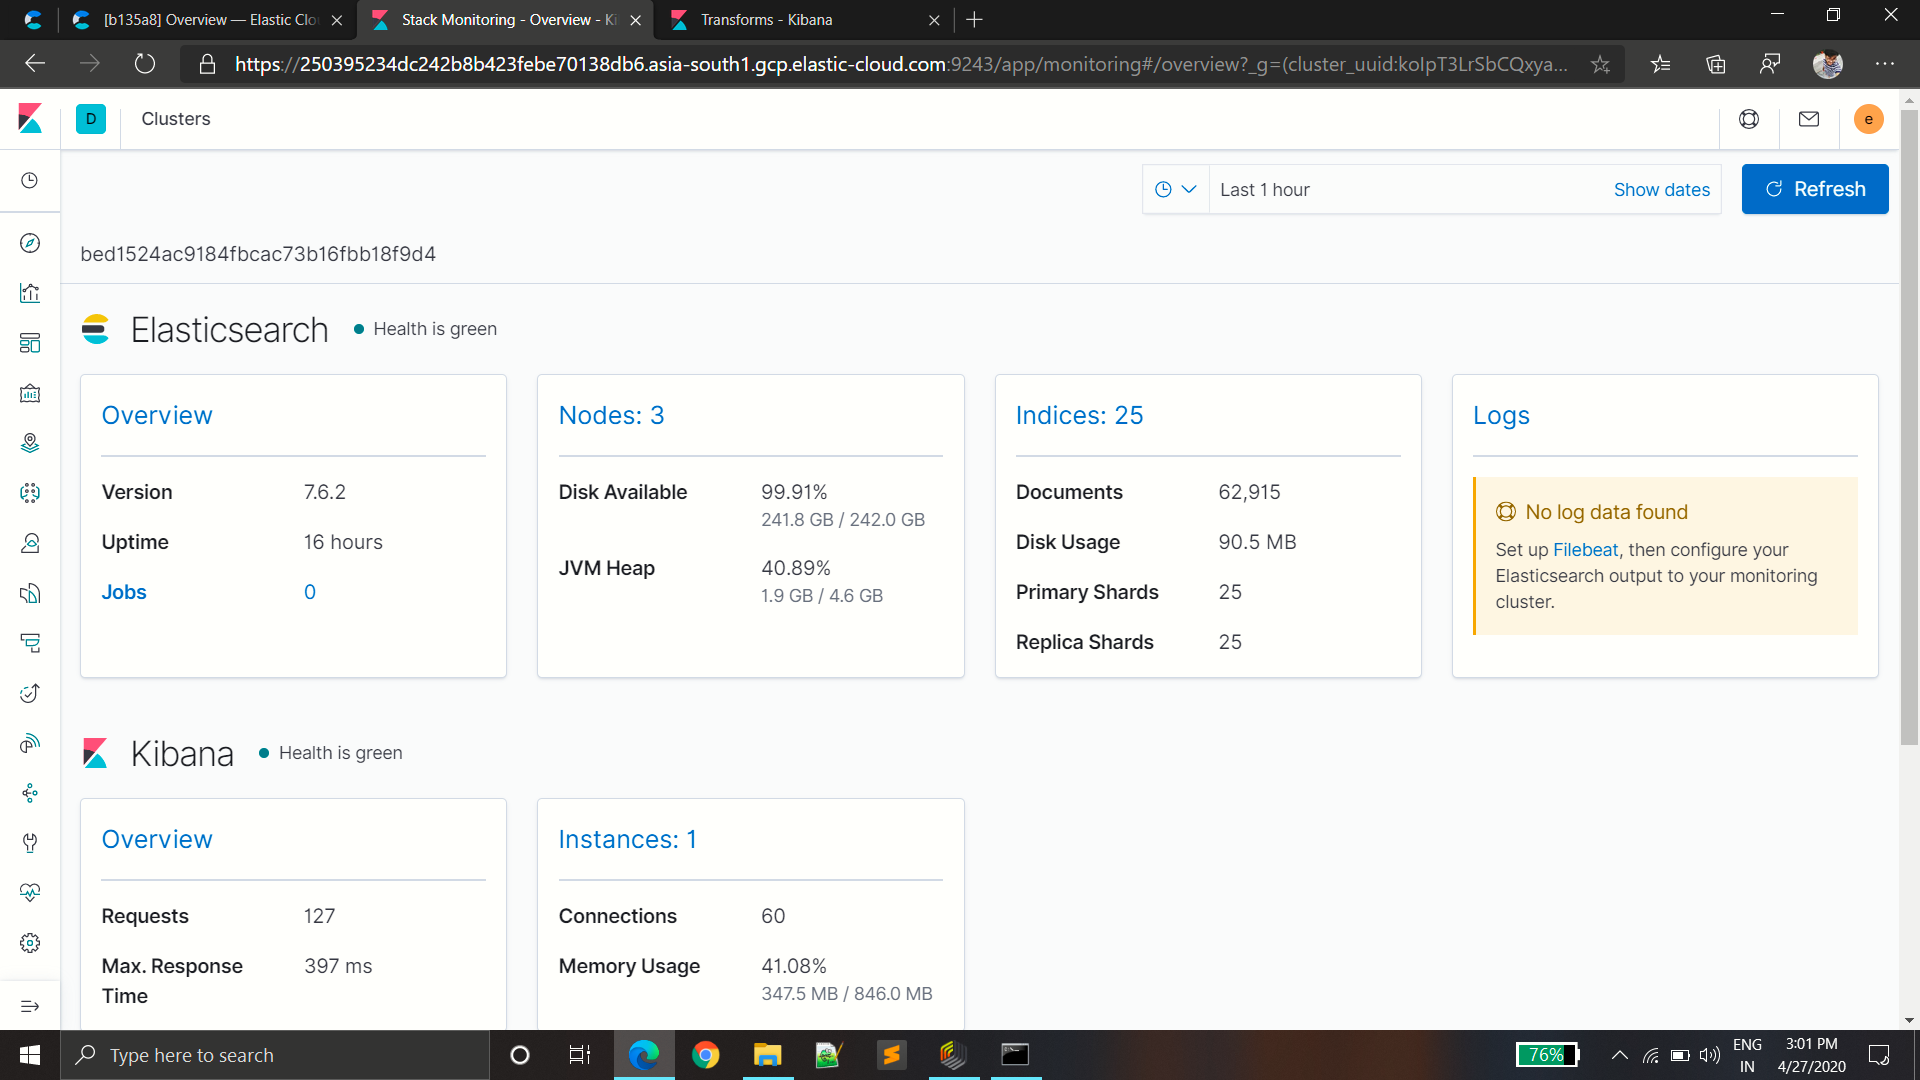 [b135a8] Overview — Elastic Clo
Stack Monitoring - Overview - Ki
Transforms - Kibana
https://250395234dc242b8b423febe70138db6.asia-south1.gcp.elastic-cloud.com:9243/app/monitoring#/overview?_g=(cluster_uuid:koIpT3LrSbCQxya...
D
Clusters
e
Last 1 hour
Show dates
Refresh
bed1524ac9184fbcac73b16fbb18f9d4
Elasticsearch
Health is green
Overview
Version 7.6.2
Uptime 16 hours
Jobs 0
Nodes: 3
Disk Available 99.91%
241.8 GB / 242.0 GB
JVM Heap 40.89%
1.9 GB / 4.6 GB
Indices: 25
Documents 62,915
Disk Usage 90.5 MB
Primary Shards 25
Replica Shards 25
Logs
No log data found
Set up Filebeat, then configure your
Elasticsearch output to your monitoring
cluster.
Kibana
Health is green
Overview
Requests 127
Max. Response 397 ms
Time
Instances: 1
Connections 60
Memory Usage 41.08%
347.5 MB / 846.0 MB
Type here to search
76%
ENG
IN
3:01 PM
4/27/2020